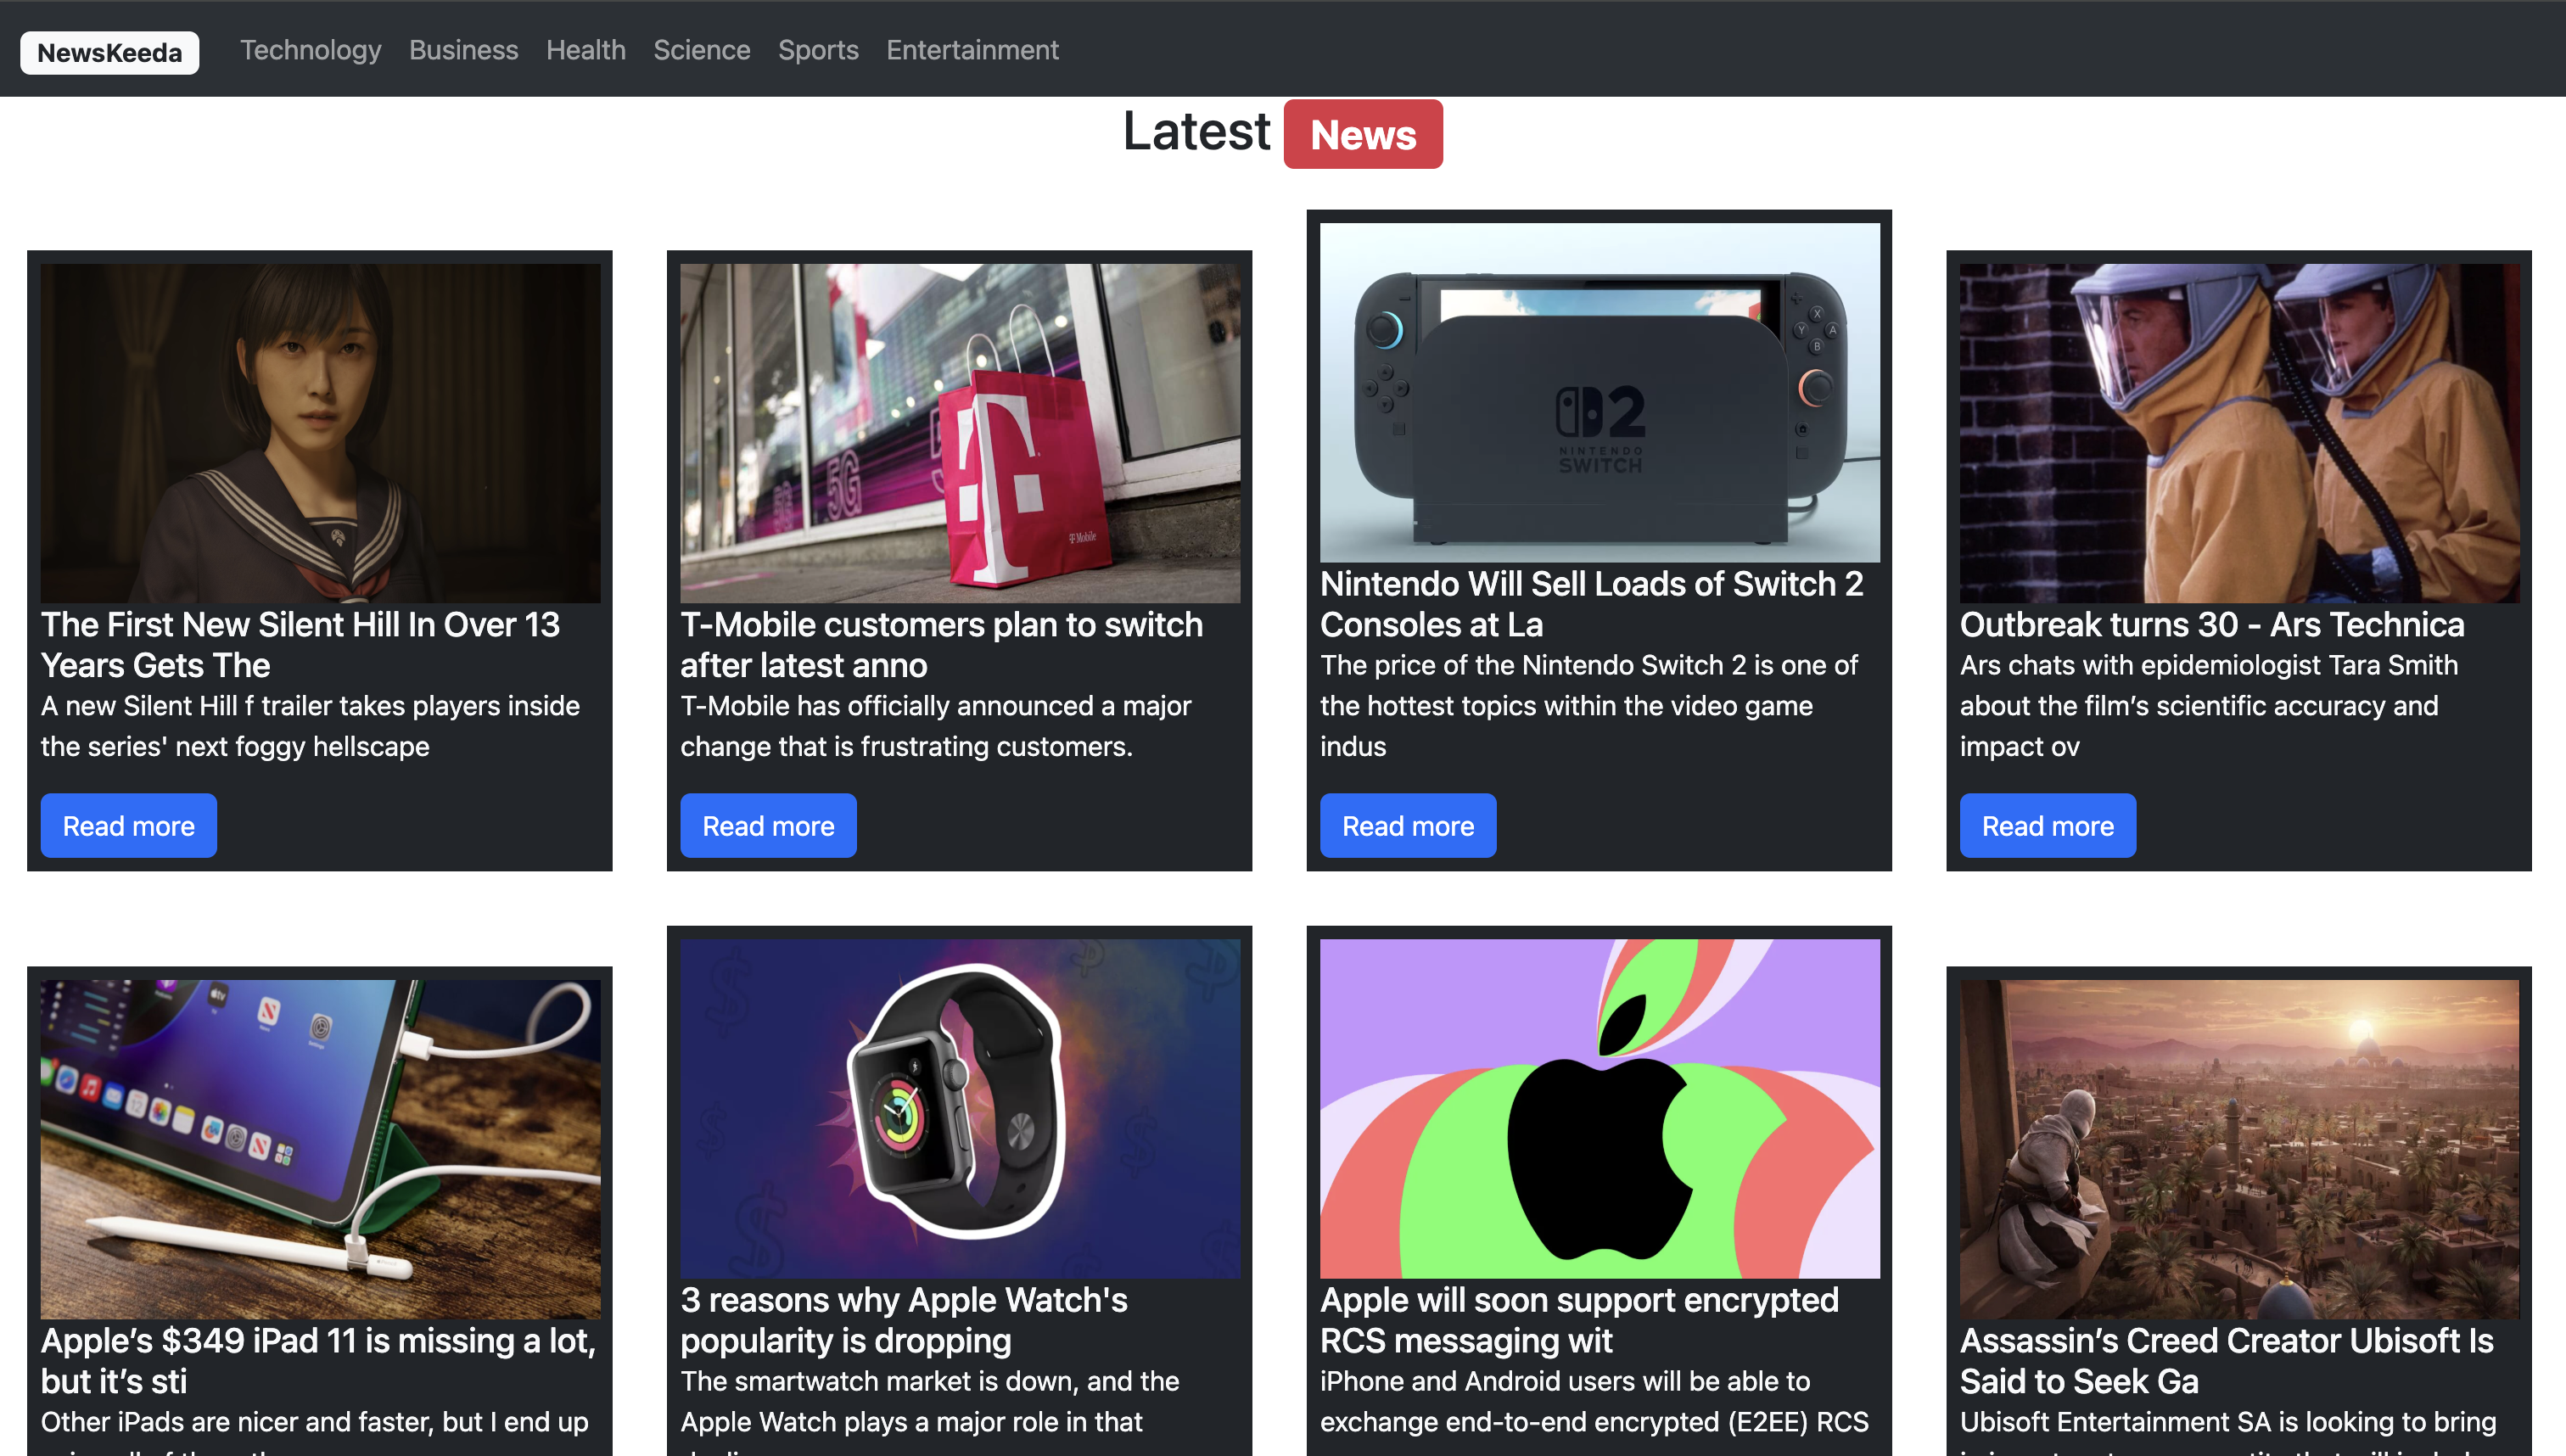 NewsKeeda Technology Business Health Science Sports Entertainment
Latest News
The First New Silent Hill In Over 13
Years Gets The
A new Silent Hill f trailer takes players inside
the series' next foggy hellscape
Read more
5G
T Mobile
T-Mobile customers plan to switch
after latest anno
T-Mobile has officially announced a major
change that is frustrating customers.
Read more
X
Y A
B
2
NINTENDO
SWITCH
Nintendo Will Sell Loads of Switch 2
Consoles at La
The price of the Nintendo Switch 2 is one of
the hottest topics within the video game
indus
Read more
Outbreak turns 30 - Ars Technica
Ars chats with epidemiologist Tara Smith
about the film’s scientific accuracy and
impact ov
Read more
Apple’s $349 iPad 11 is missing a lot,
but it’s sti
Other iPads are nicer and faster, but I end up
3 reasons why Apple Watch's
popularity is dropping
The smartwatch market is down, and the
Apple Watch plays a major role in that
Apple will soon support encrypted
RCS messaging wit
iPhone and Android users will be able to
exchange end-to-end encrypted (E2EE) RCS
Assassin’s Creed Creator Ubisoft Is
Said to Seek Ga
Ubisoft Entertainment SA is looking to bring